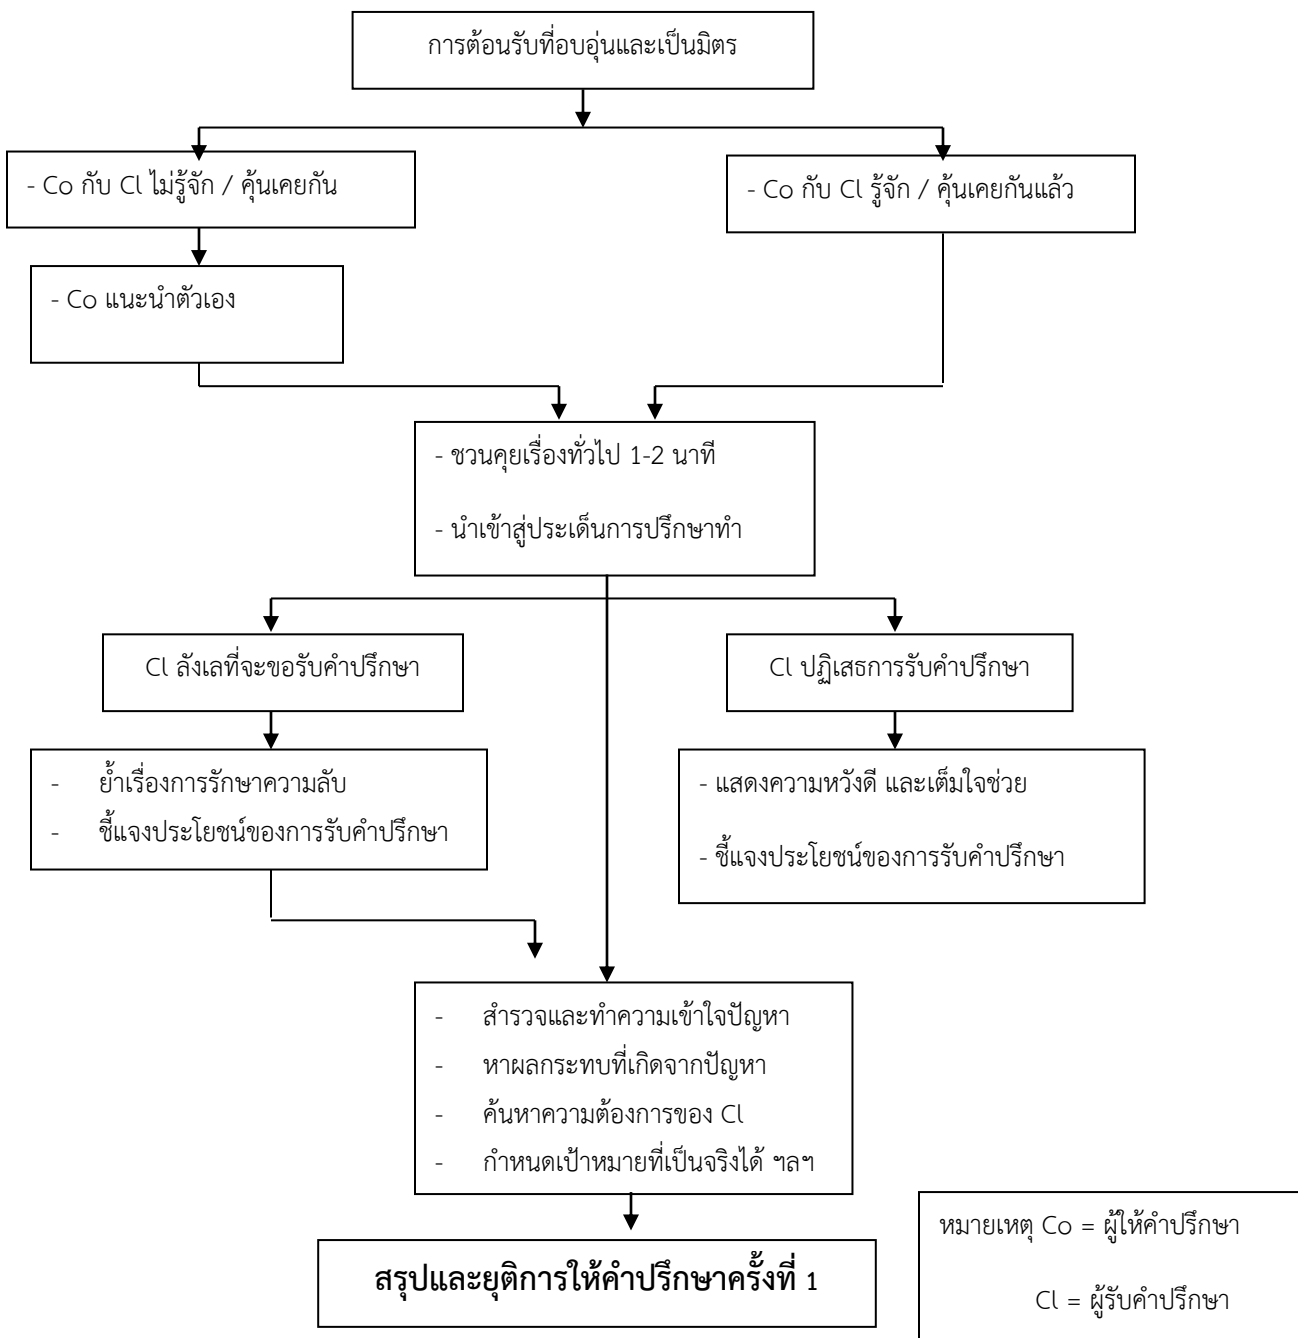 การต้อนรับที่อบอุ่นและเป็นมิตร
- Co กับ Cl ไม่รู้จัก / คุ้นเคยกัน
- Co กับ Cl รู้จัก / คุ้นเคยกันแล้ว
- Co แนะนำตัวเอง
- ชวนคุยเรื่องทั่วไป 1-2 นาที
- นำเข้าสู่ประเด็นการปรึกษาทำ
Cl ลังเลที่จะขอรับคำปรึกษา
Cl ปฏิเสธการรับคำปรึกษา
- ย้ำเรื่องการรักษาความลับ
- ชี้แจงประโยชน์ของการรับคำปรึกษา
- แสดงความหวังดี และเต็มใจช่วย
- ชี้แจงประโยชน์ของการรับคำปรึกษา
- สำรวจและทำความเข้าใจปัญหา
- หาผลกระทบที่เกิดจากปัญหา
- ค้นหาความต้องการของ Cl
- กำหนดเป้าหมายที่เป็นจริงได้ ฯลฯ
สรุปและยุติการให้คำปรึกษาครั้งที่ 1
หมายเหตุ Co = ผู้ให้คำปรึกษา
Cl = ผู้รับคำปรึกษา